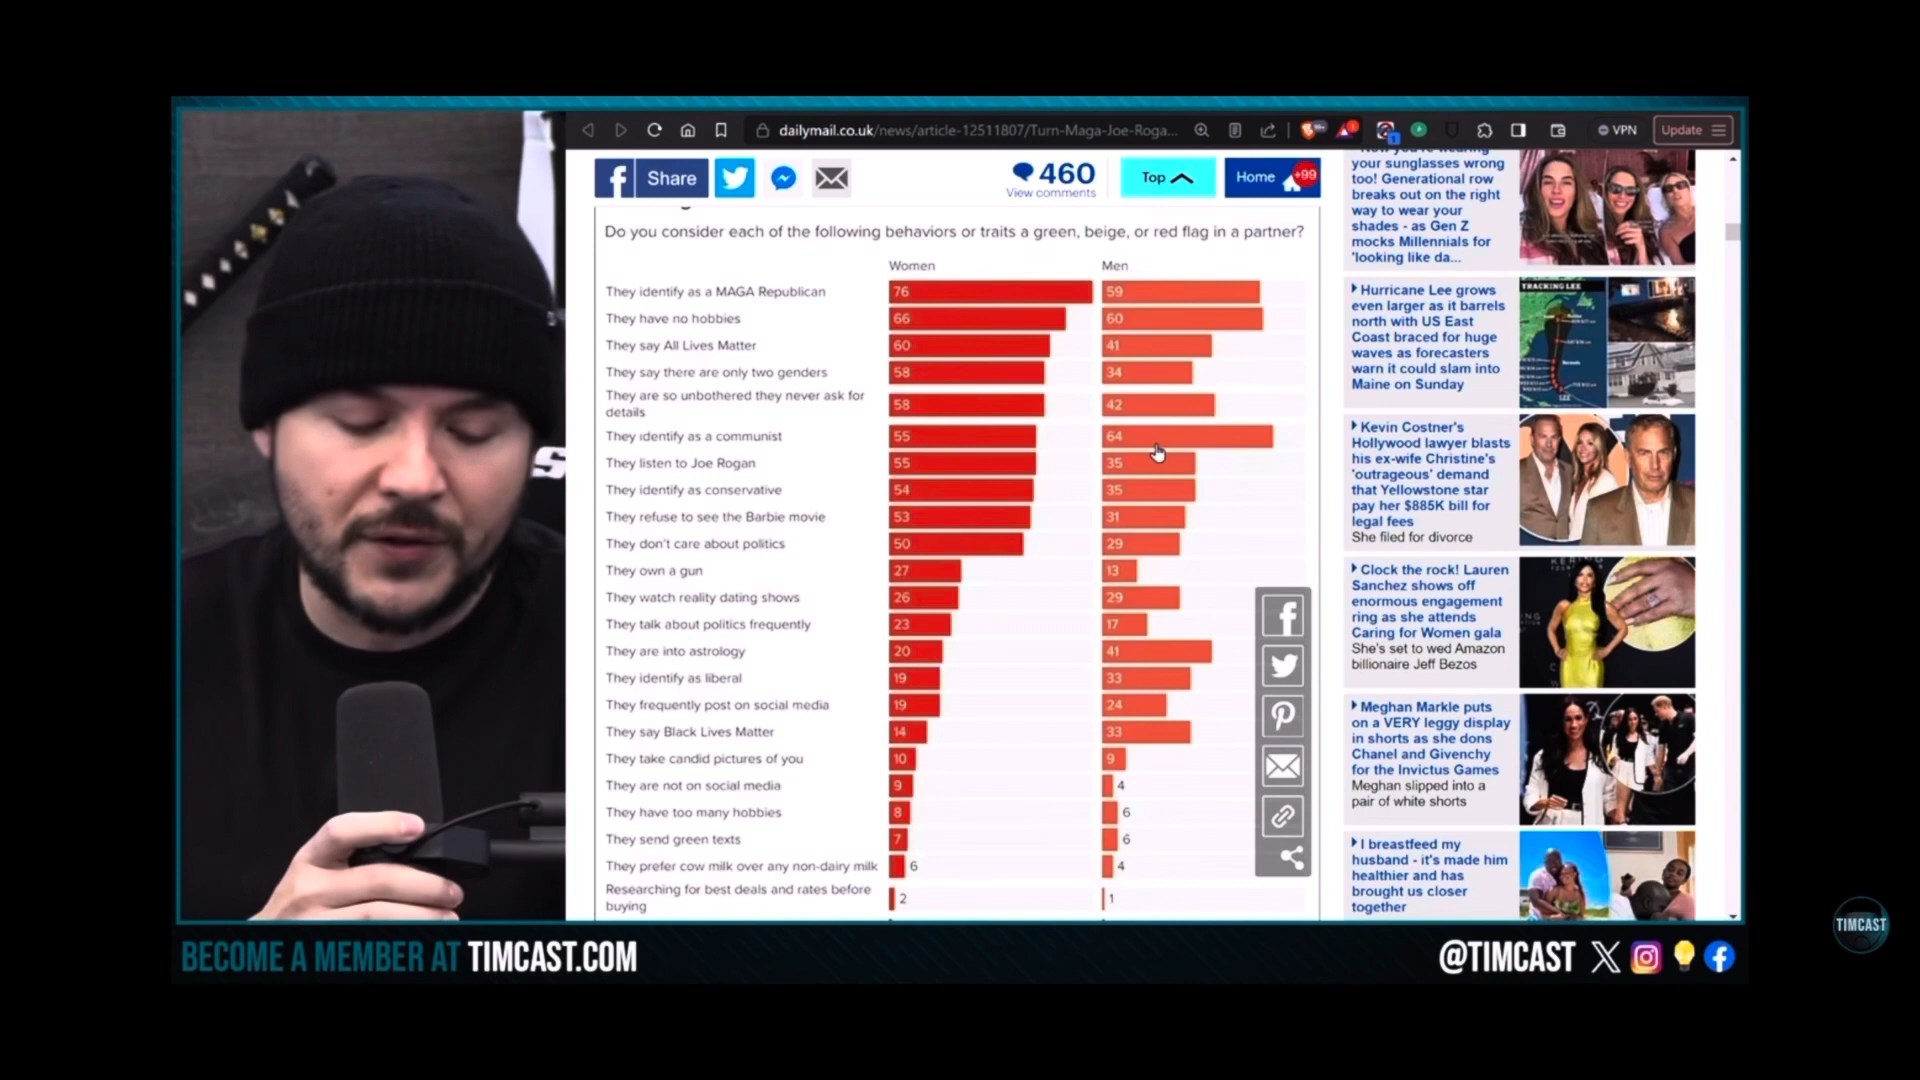 dailymail.co.uk/news/article-12511807/Turn-Maga-Joe-Roga...
VPN
Update
Share
460
View comments
Top
Home
+99
Do you consider each of the following behaviors or traits a green, beige, or red flag in a partner?
Women Men
They identify as a MAGA Republican 76 59
They have no hobbies 66 60
They say All Lives Matter 60 41
They say there are only two genders 58 34
They are so unbothered they never ask for
details 58 42
They identify as a communist 55 64
They listen to Joe Rogan 55 35
They identify as conservative 54 35
They refuse to see the Barbie movie 53 31
They don't care about politics 50 29
They own a gun 27 13
They watch reality dating shows 26 29
They talk about politics frequently 23 17
They are into astrology 20 41
They identify as liberal 19 33
They frequently post on social media 19 24
They say Black Lives Matter 14 33
They take candid pictures of you 10 9
They are not on social media 9 4
They have too many hobbies 8 6
They send green texts 7 6
They prefer cow milk over any non-dairy milk 6 4
Researching for best deals and rates before
buying 2 1
your sunglasses wrong
too! Generational row
breaks out on the right
way to wear your
shades - as Gen Z
mocks Millennials for
'looking like da...
Hurricane Lee grows
even larger as it barrels
north with US East
Coast braced for huge
waves as forecasters
warn it could slam into
Maine on Sunday
TRACKING LEE
LEE
Kevin Costner's
Hollywood lawyer blasts
his ex-wife Christine's
'outrageous' demand
that Yellowstone star
pay her $885K bill for
legal fees
She filed for divorce
Clock the rock! Lauren
Sanchez shows off
enormous engagement
ring as she attends
Caring for Women gala
She's set to wed Amazon
billionaire Jeff Bezos
Meghan Markle puts
on a VERY leggy display
in shorts as she dons
Chanel and Givenchy
for the Invictus Games
Meghan slipped into a
pair of white shorts
I breastfeed my
husband - it's made him
healthier and has
brought us closer
together
BECOME A MEMBER AT TIMCAST.COM
@TIMCAST
TIMCAST